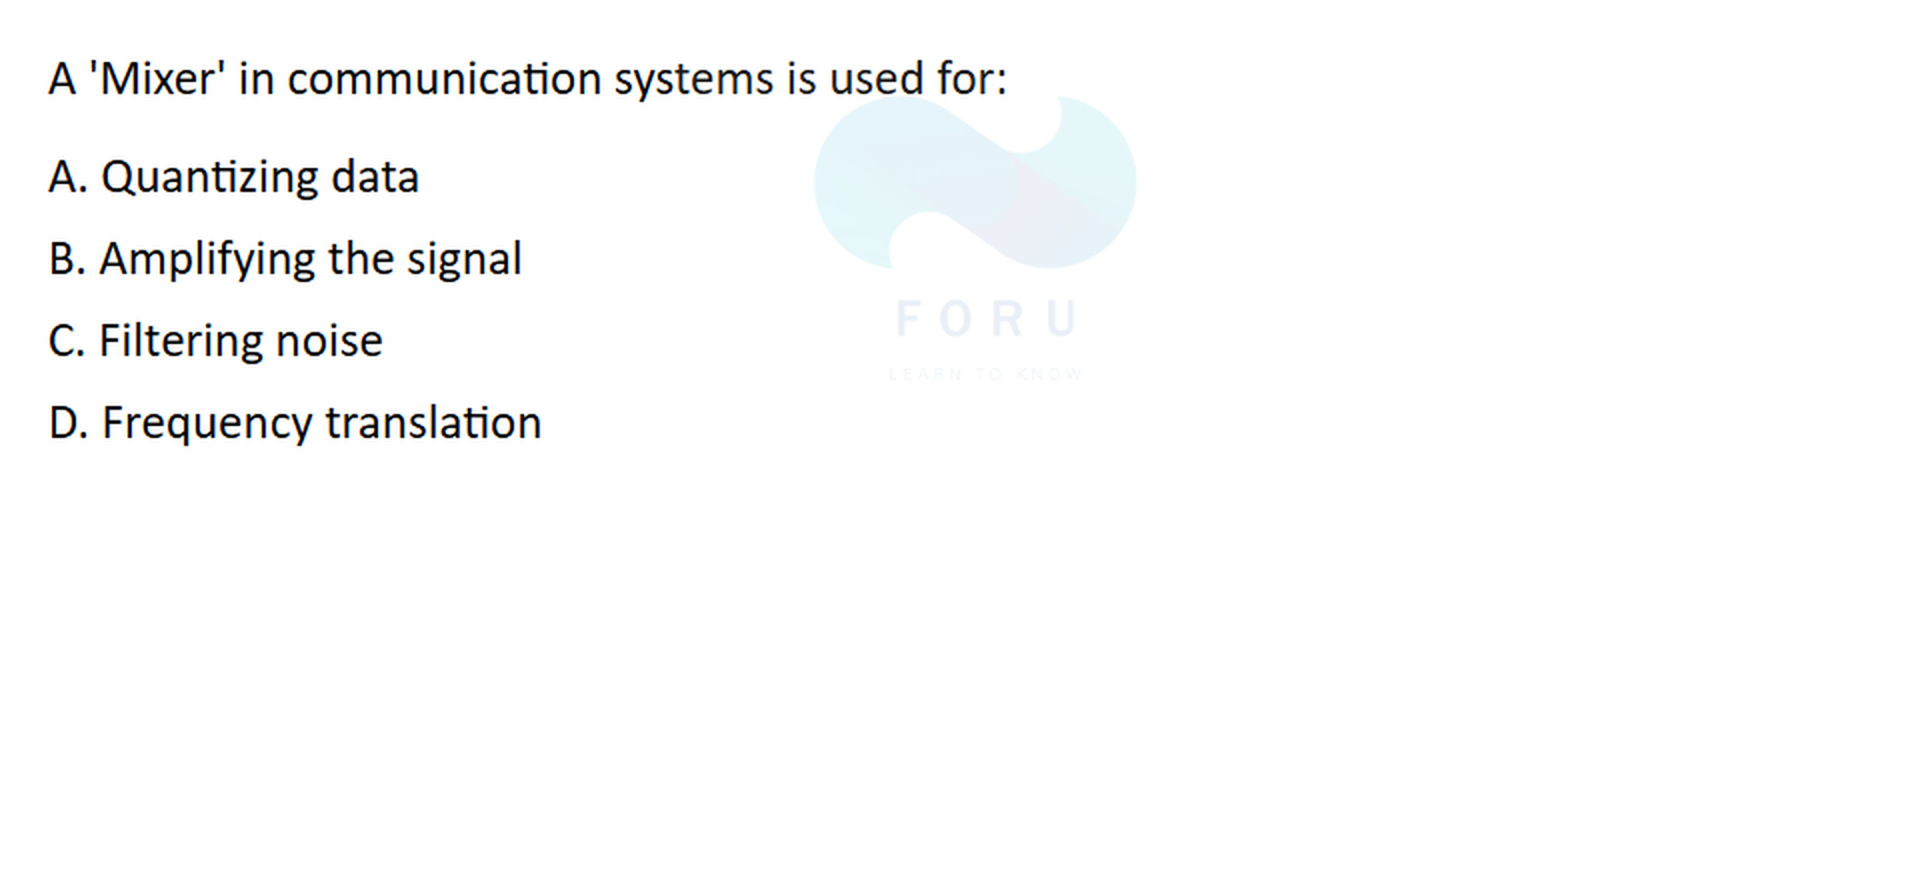 A 'Mixer' in communication systems is used for:
A. Quantizing data
B. Amplifying the signal
C. Filtering noise
D. Frequency translation
FORU
LEARN TO KNOW